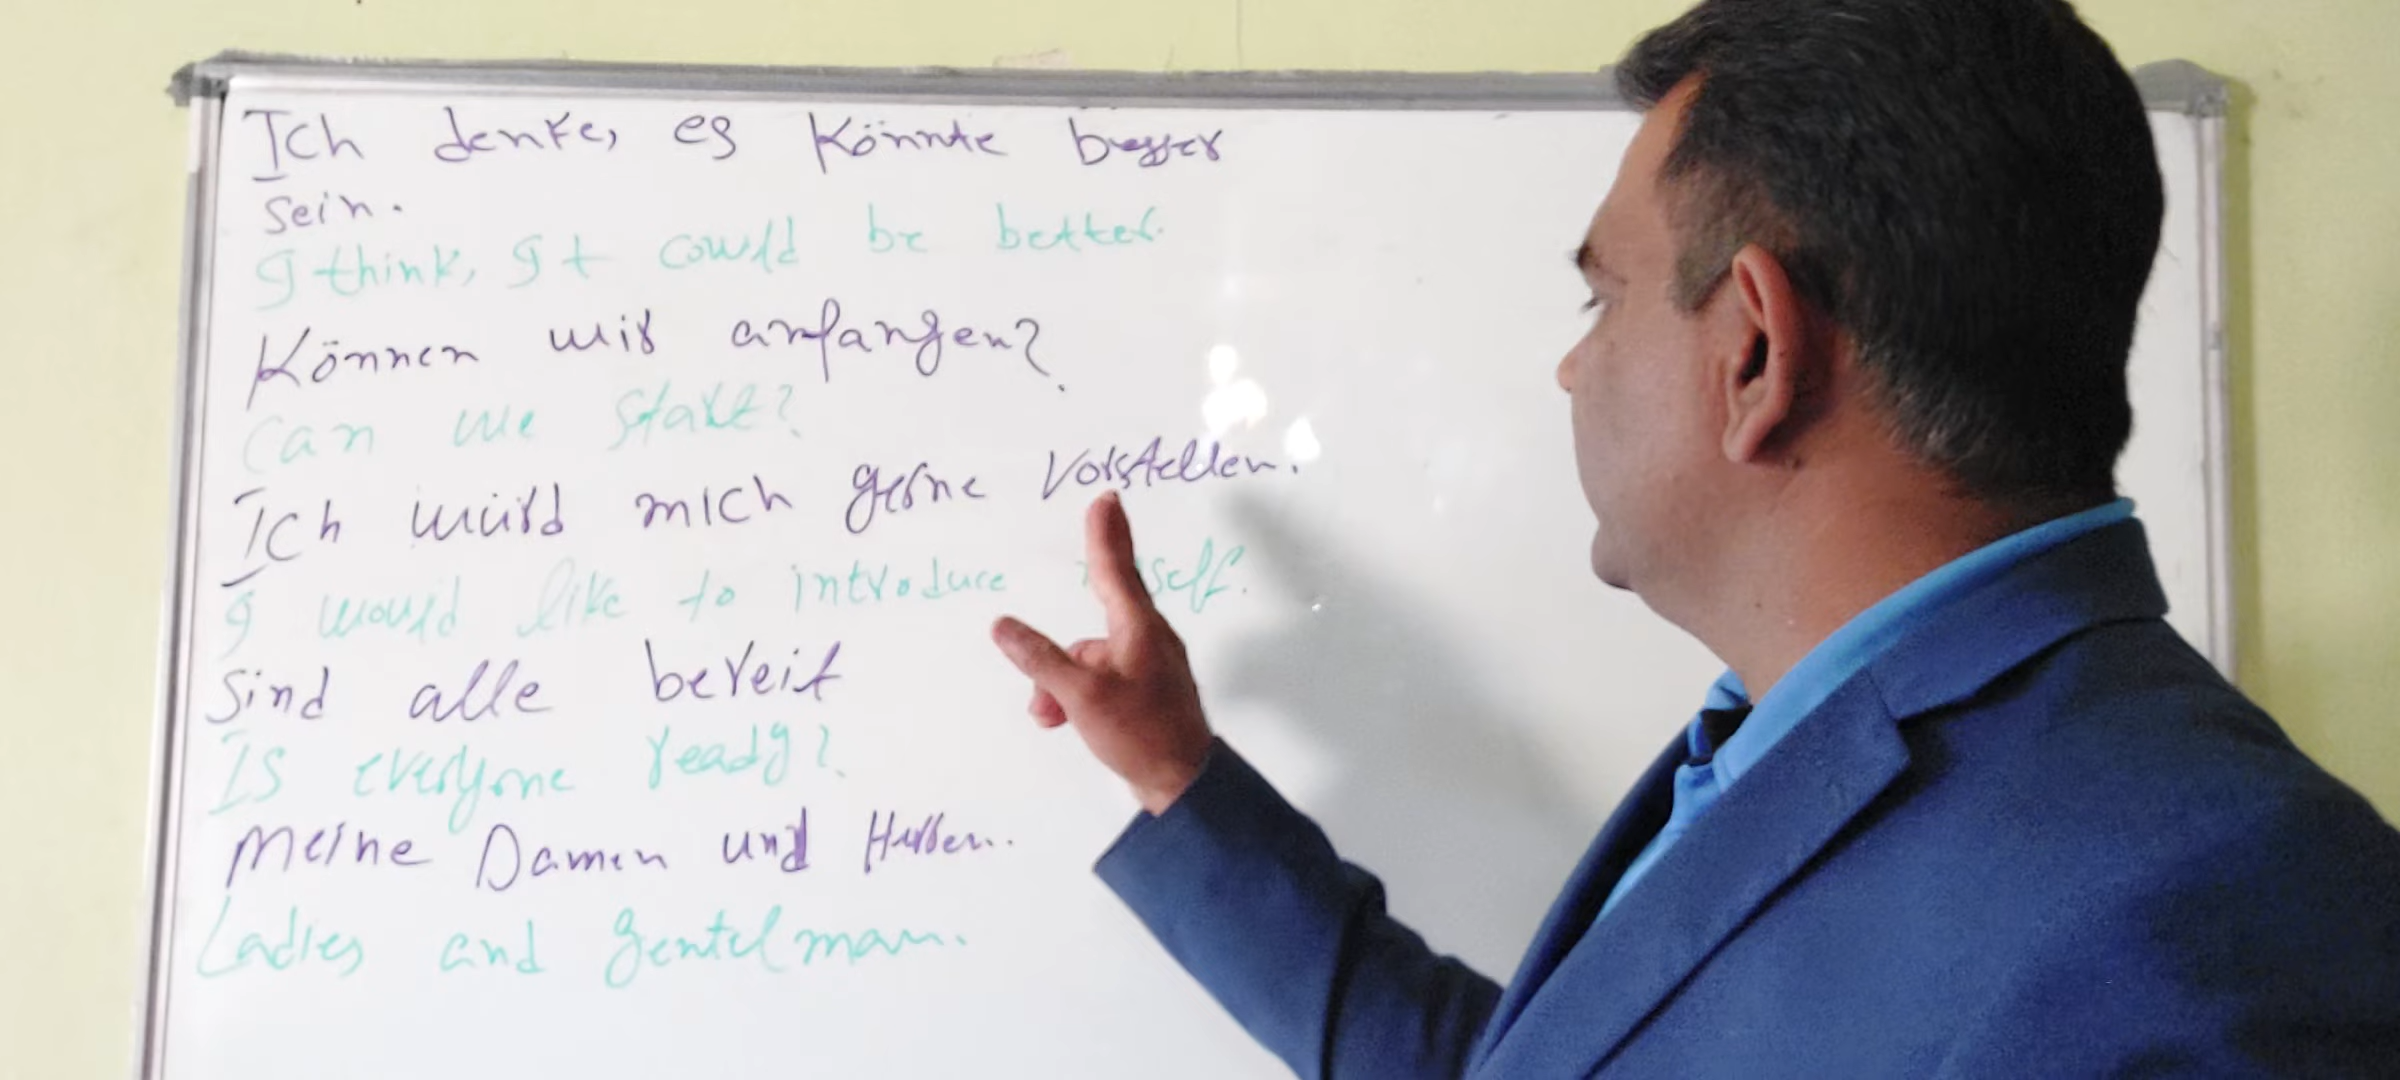 Ich denke, es könnte besser
sein.
I think, It could be better.
Können wir anfangen?
Can we start?
Ich würd mich gerne vorstellen.
I would like to introduce self.
Sind alle bereit
Is everyone ready?
Meine Damen und Herren..
Ladies and gentelman.